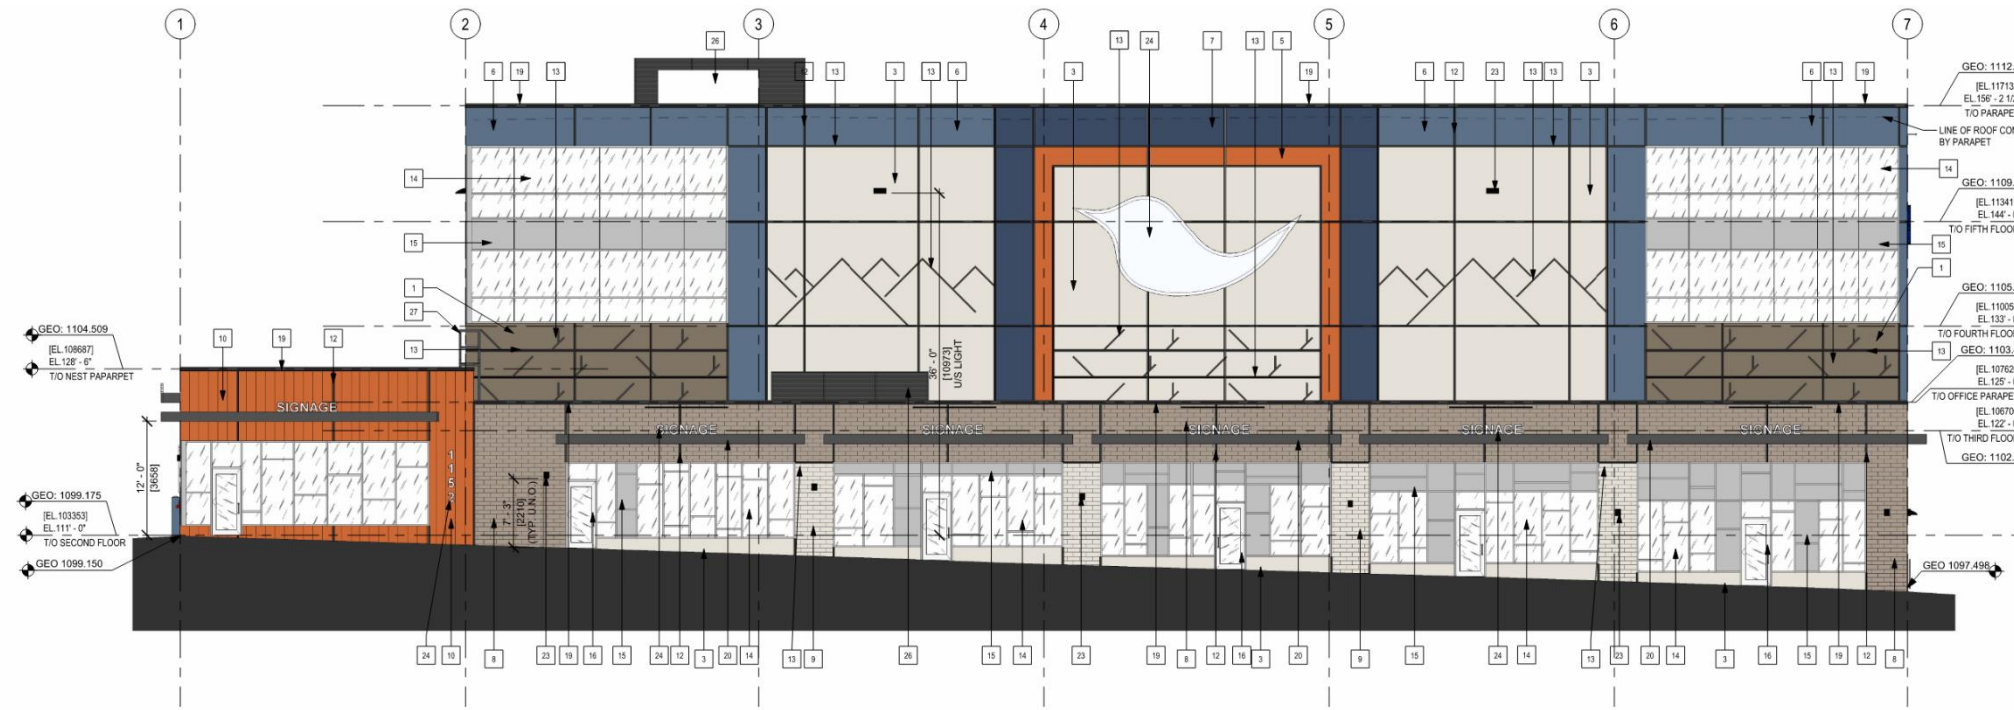 1 2 3 4 5 6 7
26
6 19 13 12 13 3 13 6 3 13 24 7 13 5 19 6 12 23 13 13 3 6 13 19
GEO: 1112.
[EL.11713
EL.156' - 2 1/
T/O PARAPE
LINE OF ROOF CON
BY PARAPET
14
14
GEO: 1109.
[EL.11341
EL.144' -
T/O FIFTH FLOOR
15
15
1
1
27
GEO: 1105.
[EL.11005
EL.133' -
T/O FOURTH FLOOR
13
13
GEO: 1103.
[EL.10762
EL.125' -
T/O OFFICE PARAPE
[EL.10670
EL.122' -
T/O THIRD FLOOR
GEO: 1102.
GEO: 1104.509
[EL.108687]
EL.128' - 6"
T/O NEST PAPARPET
10 19 12
36' - 0"
[10973]
U/S LIGHT
SIGNAGE
SIGNAGE SIGNAGE SIGNAGE SIGNAGE SIGNAGE
12' - 0"
[3658]
7' - 3"
[2210]
(TYP. U.N.O.)
GEO: 1099.175
[EL.103353]
EL.111' - 0"
T/O SECOND FLOOR
GEO 1099.150
GEO 1097.498
24 10 8 23 19 16 15 24 12 3 20 14 13 9 26 15 14 23 19 8 12 16 3 20 9 15 24 14 13 23 20 14 3 16 15 19 12 8